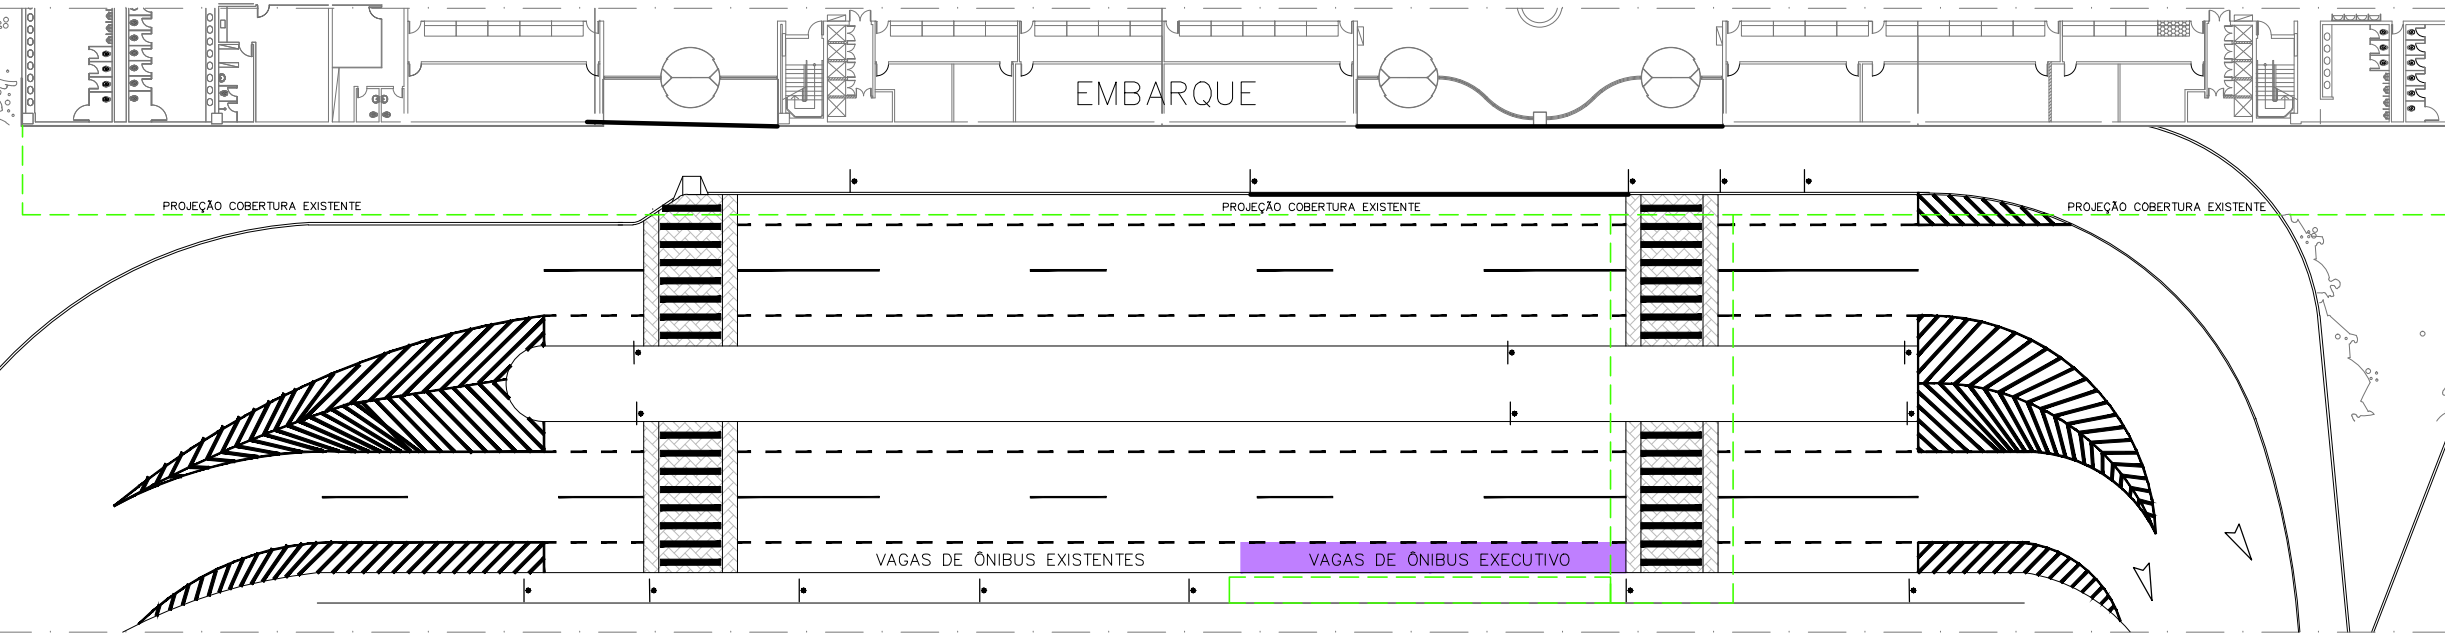 EMBARQUE
PROJEÇÃO COBERTURA EXISTENTE
PROJEÇÃO COBERTURA EXISTENTE
PROJEÇÃO COBERTURA EXISTENTE
VAGAS DE ÔNIBUS EXISTENTES
VAGAS DE ÔNIBUS EXECUTIVO